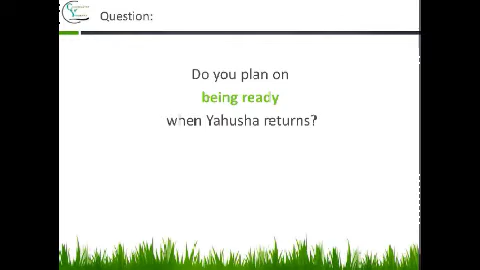 Question:
Do you plan on
being ready
when Yahusha returns?